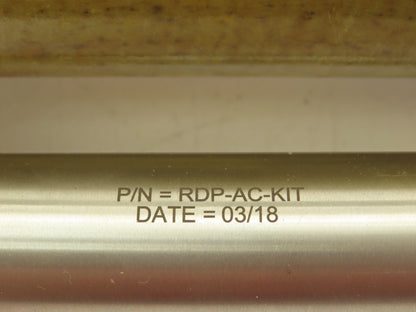 P/N = RDP-AC-KIT
DATE = 03/18